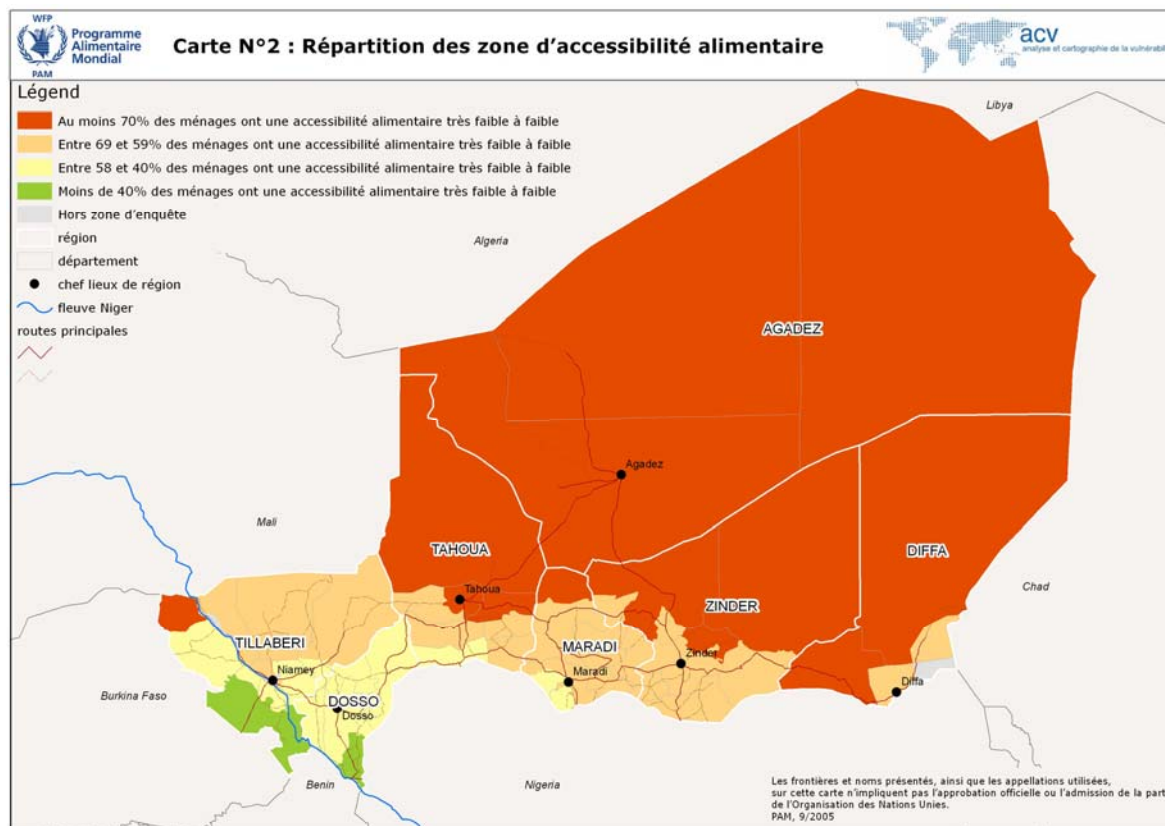 WFP
Programme
Alimentaire
Mondial
PAM
Carte N°2 : Répartition des zone d'accessibilité alimentaire
acv
analyse et cartographie de la vulnérabilité
Légend
Au moins 70% des ménages ont une accessibilité alimentaire très faible à faible
Entre 69 et 59% des ménages ont une accessibilité alimentaire très faible à faible
Entre 58 et 40% des ménages ont une accessibilité alimentaire très faible à faible
Moins de 40% des ménages ont une accessibilité alimentaire très faible à faible
Hors zone d'enquête
région
département
chef lieux de région
fleuve Niger
routes principales
Libya
Algeria
AGADEZ
Agadez
Mali
TAHOUA
DIFFA
Chad
Tahoua
ZINDER
TILLABERI
MARADI
Zinder
Niamey
Maradi
Burkina Faso
Diffa
DOSSO
Dosso
Benin
Nigeria
Les frontières et noms présentés, ainsi que les appellations utilisées,
sur cette carte n'impliquent pas l'approbation officielle ou l'admission de la part
de l'Organisation des Nations Unies.
PAM, 9/2005